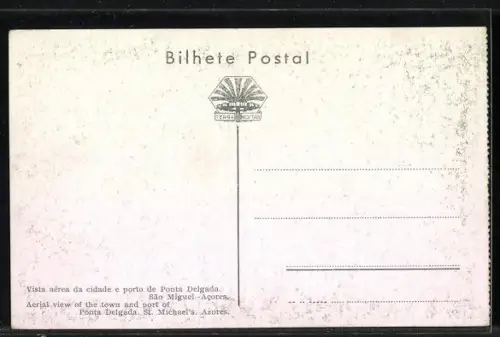 Bilhete Postal
Vista aérea da cidade e porto de Ponta Delgada.
São Miguel-Açores.
Aerial view of the town and port of
Ponta Delgada. St. Michael's. Azores.